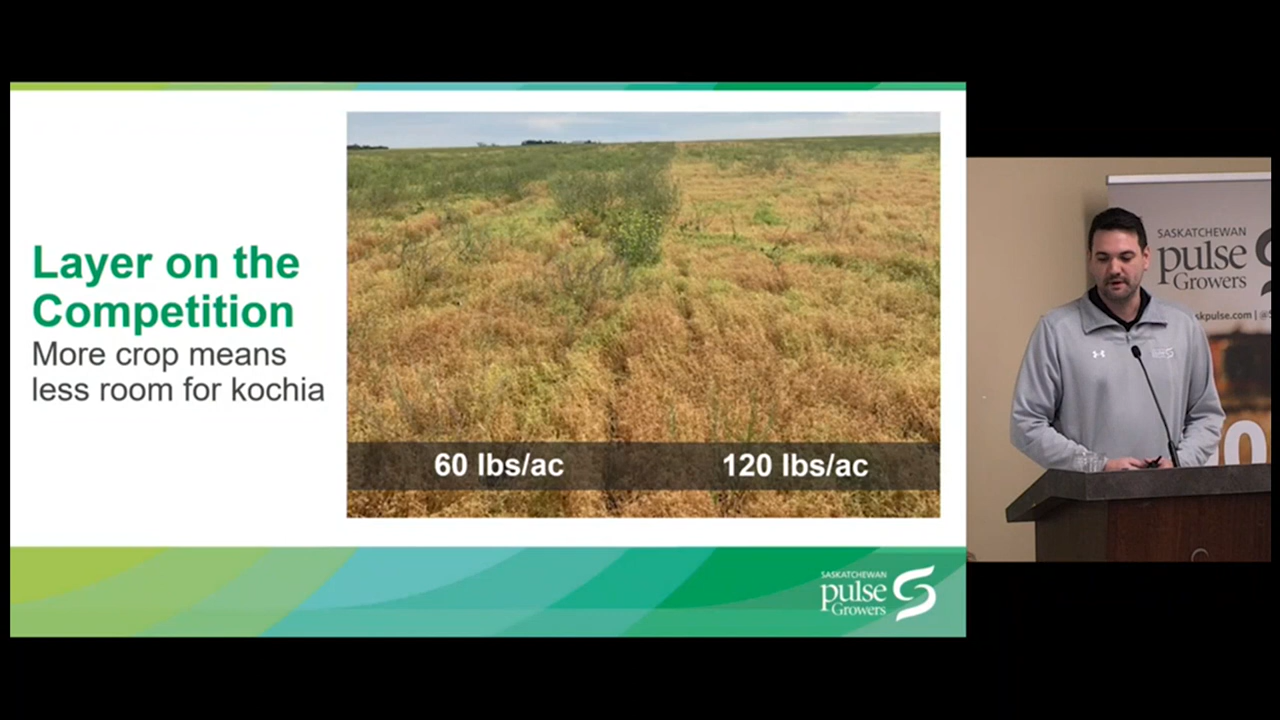 Layer on the
Competition
More crop means
less room for kochia
60 lbs/ac
120 lbs/ac
SASKATCHEWAN
pulse
Growers
SASKATCHEWAN
pulse
Growers
skpulse.com | @S